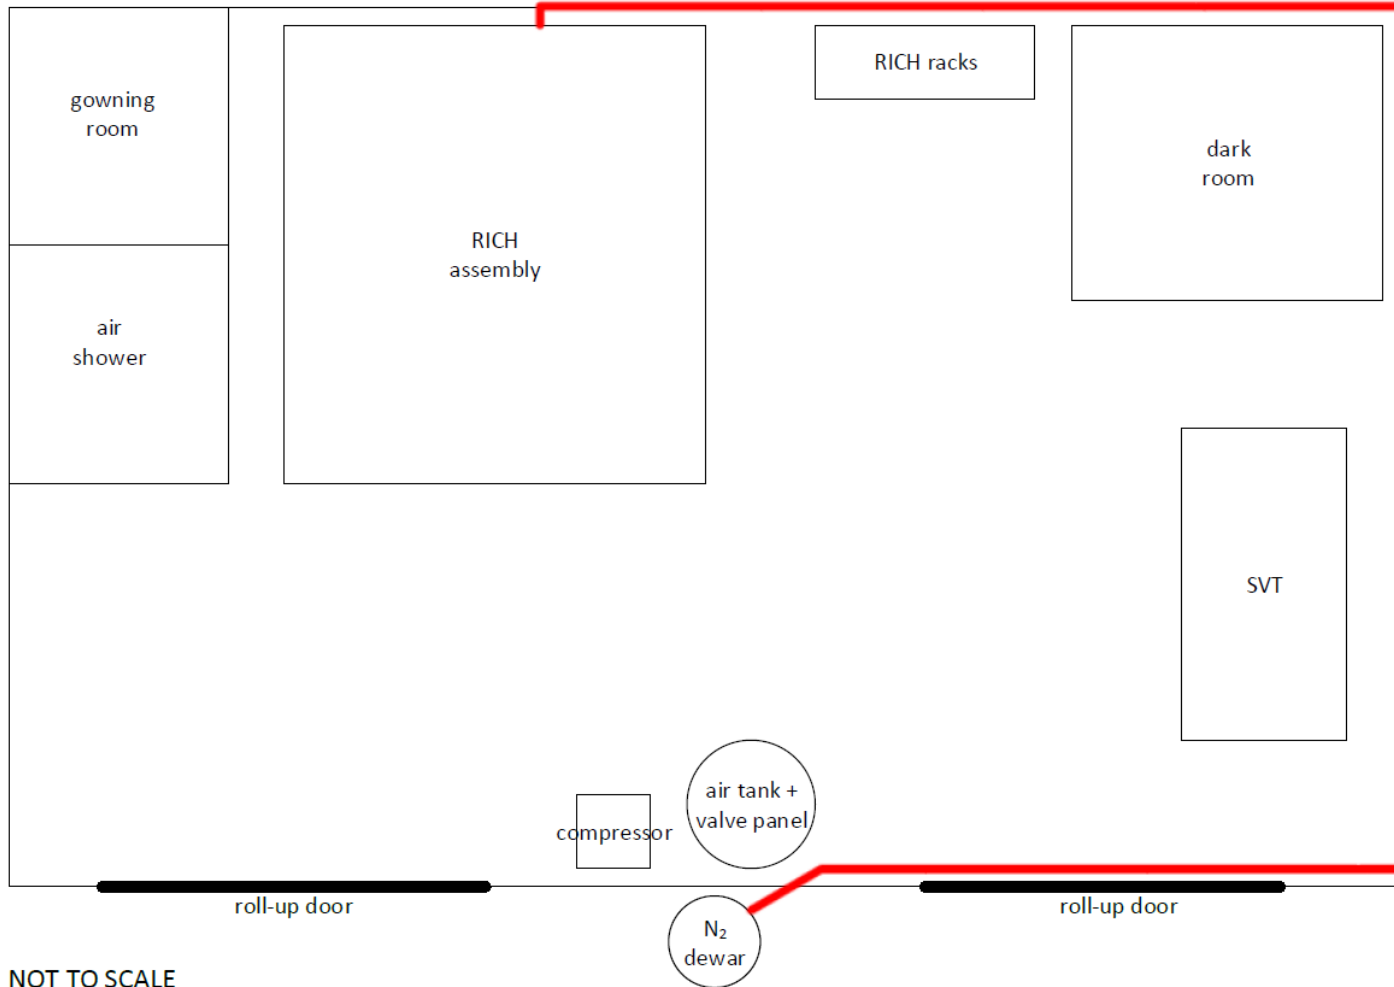 gowning
room
RICH racks
dark
room
RICH
assembly
air
shower
SVT
air tank +
valve panel
compressor
roll-up door
roll-up door
N₂
dewar
NOT TO SCALE